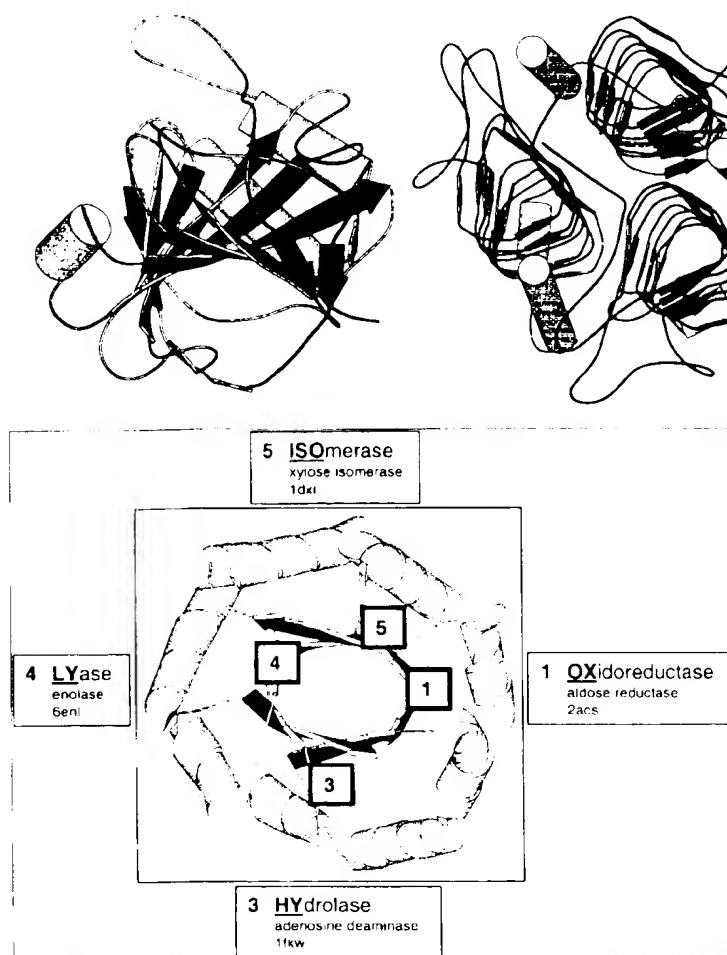 5 ISOmerase
xylose isomerase
1dxi
5
4
1
3
4 LYase
enolase
6enl
1 OXidoreductase
aldose reductase
2acs
3 HYdrolase
adenosine deaminase
1fkw